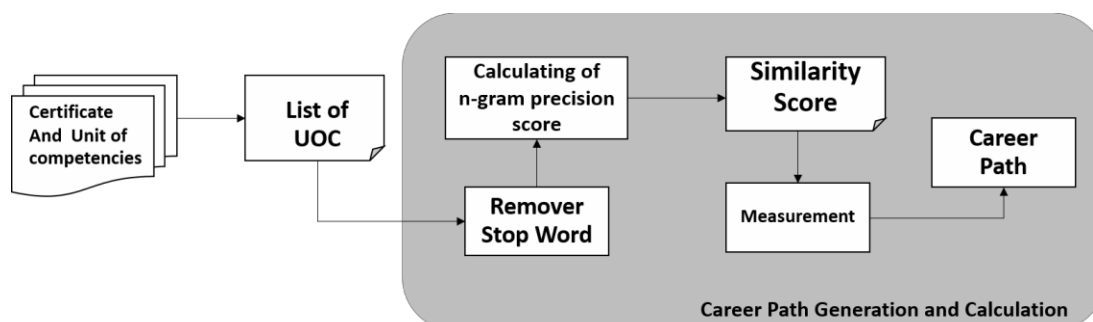 Certificate
And Unit of
competencies
List of
UOC
Calculating of
n-gram precision
score
Remover
Stop Word
Similarity
Score
Measurement
Career
Path
Career Path Generation and Calculation